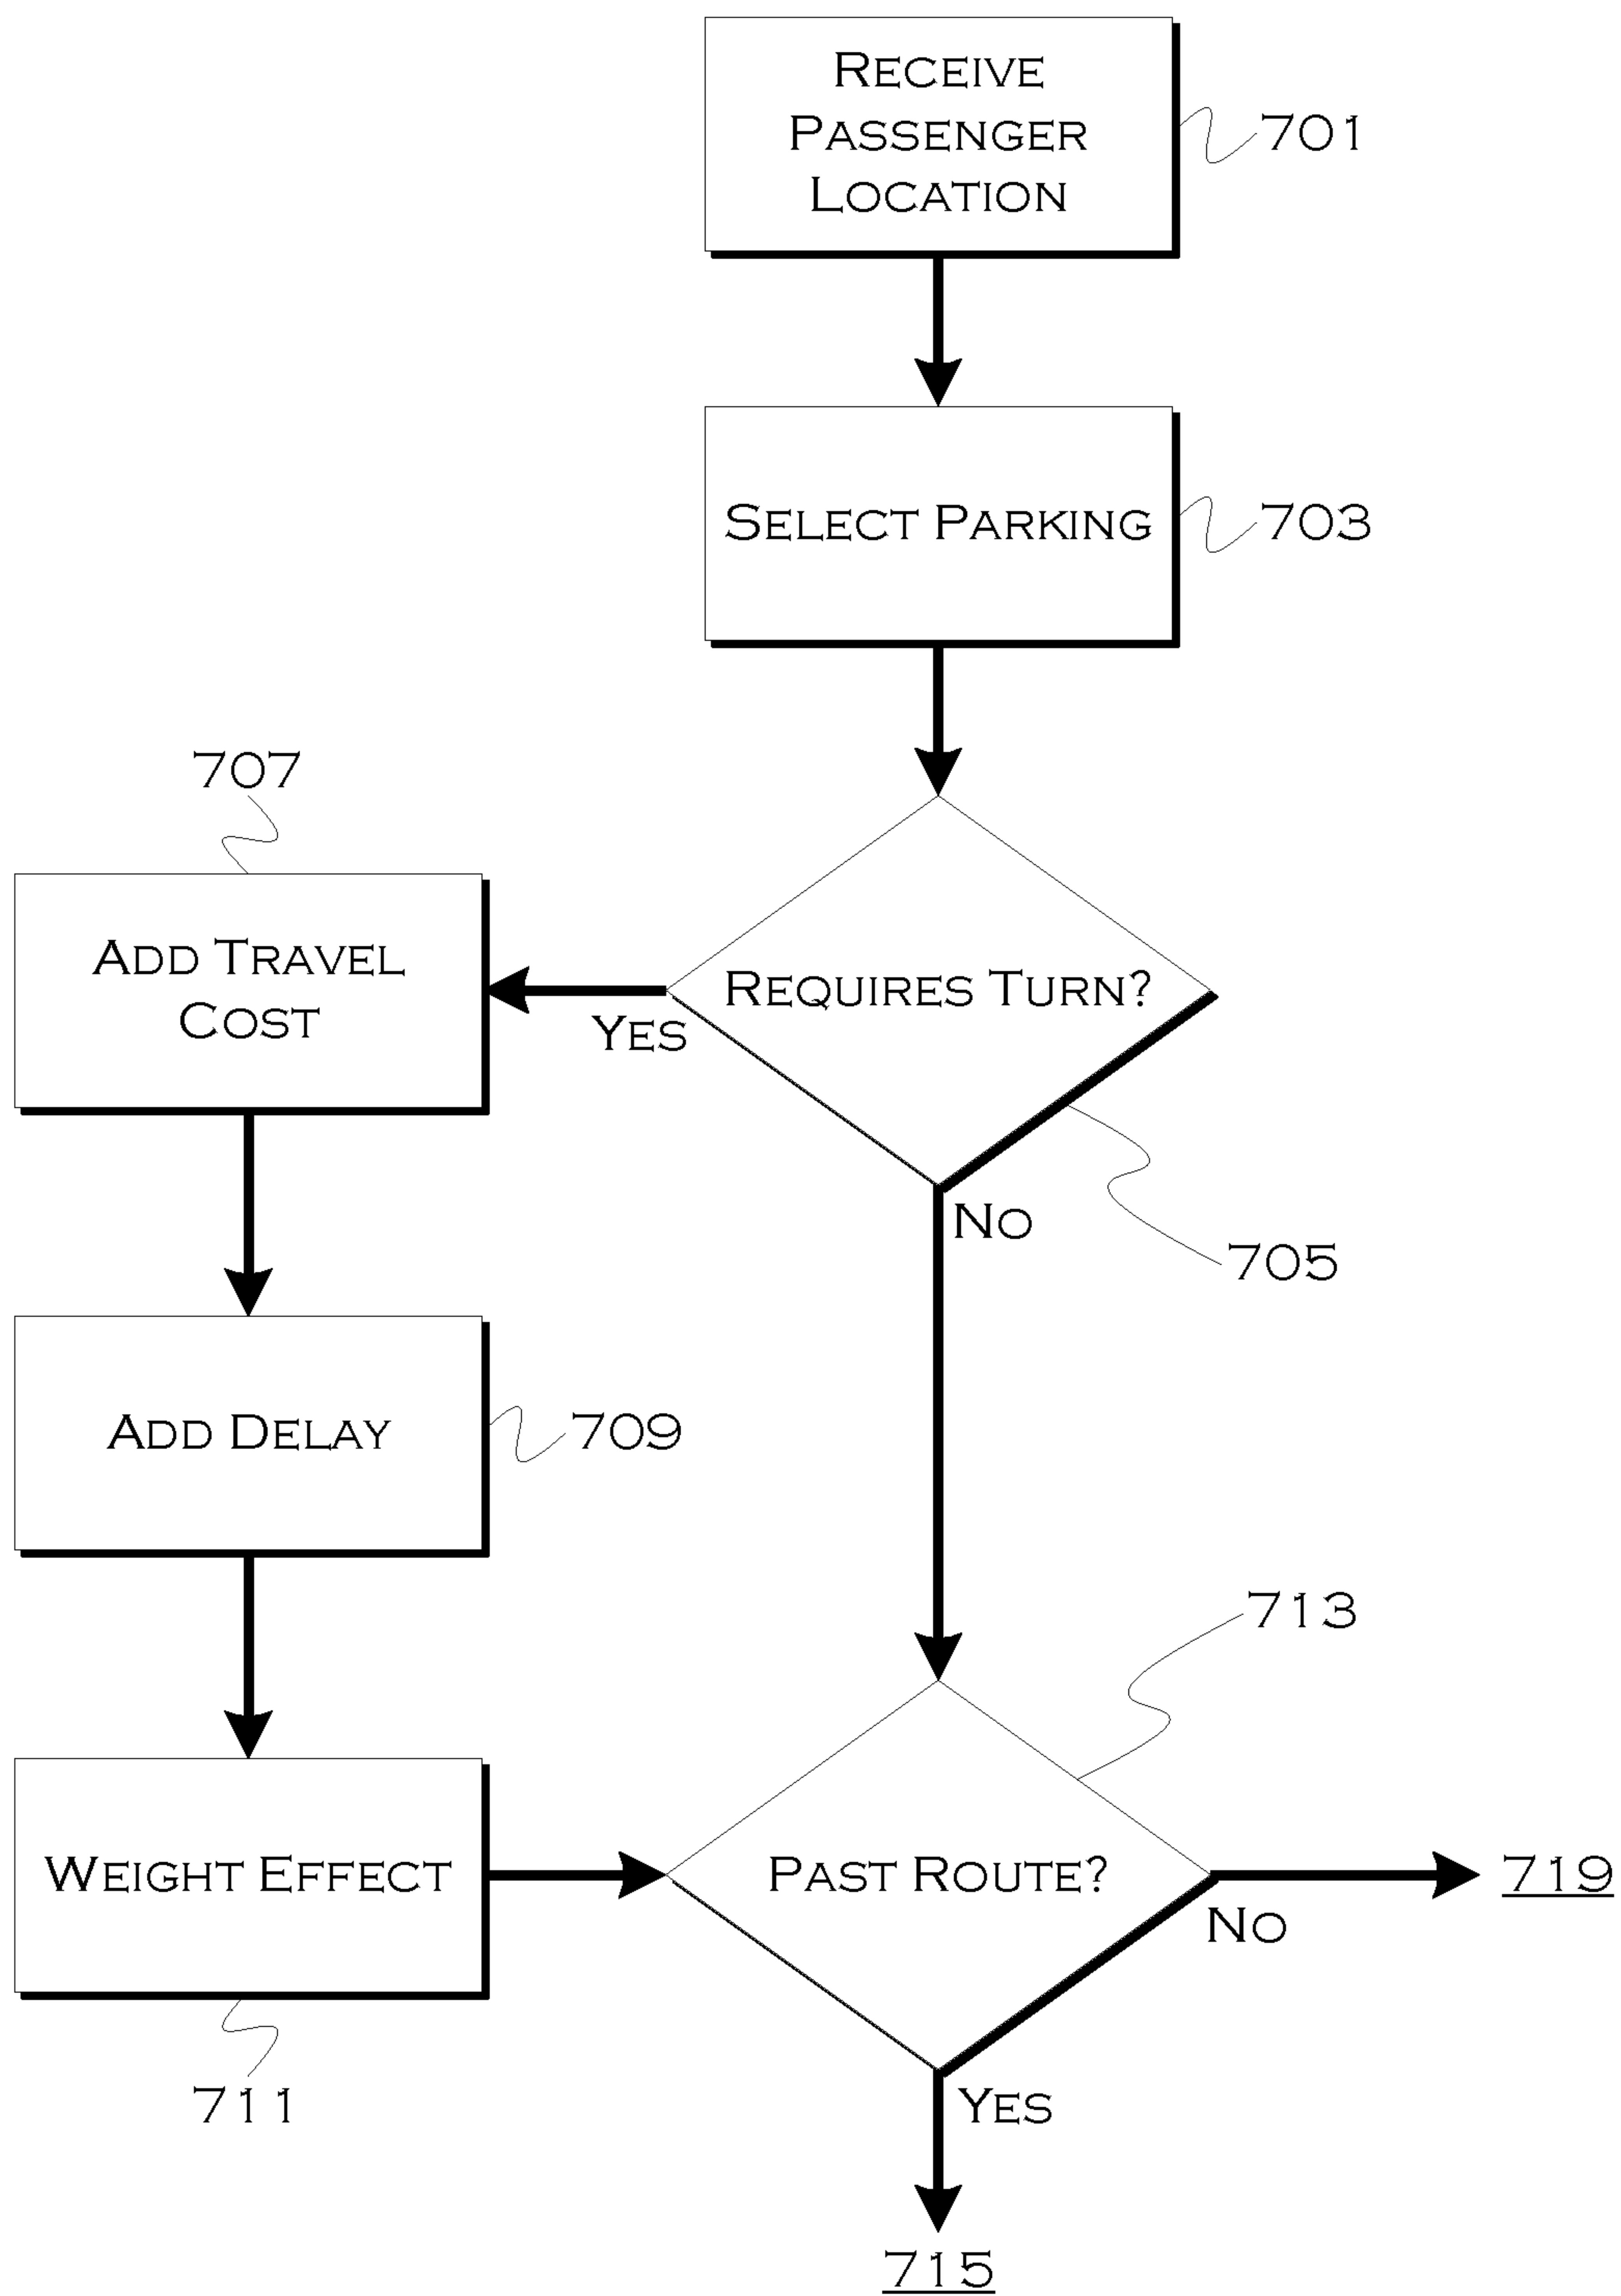 RECEIVE
PASSENGER
LOCATION
701
SELECT PARKING
703
707
ADD TRAVEL
COST
YES
REQUIRES TURN?
NO
705
ADD DELAY
709
713
WEIGHT EFFECT
PAST ROUTE?
719
NO
711
YES
715